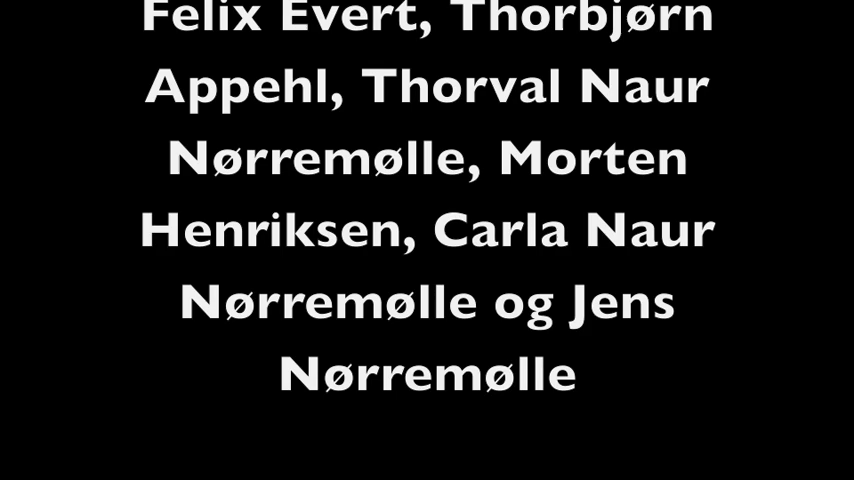 Felix Evert, Thorbjørn
Appehl, Thorval Naur
Nørremølle, Morten
Henriksen, Carla Naur
Nørremølle og Jens
Nørremølle